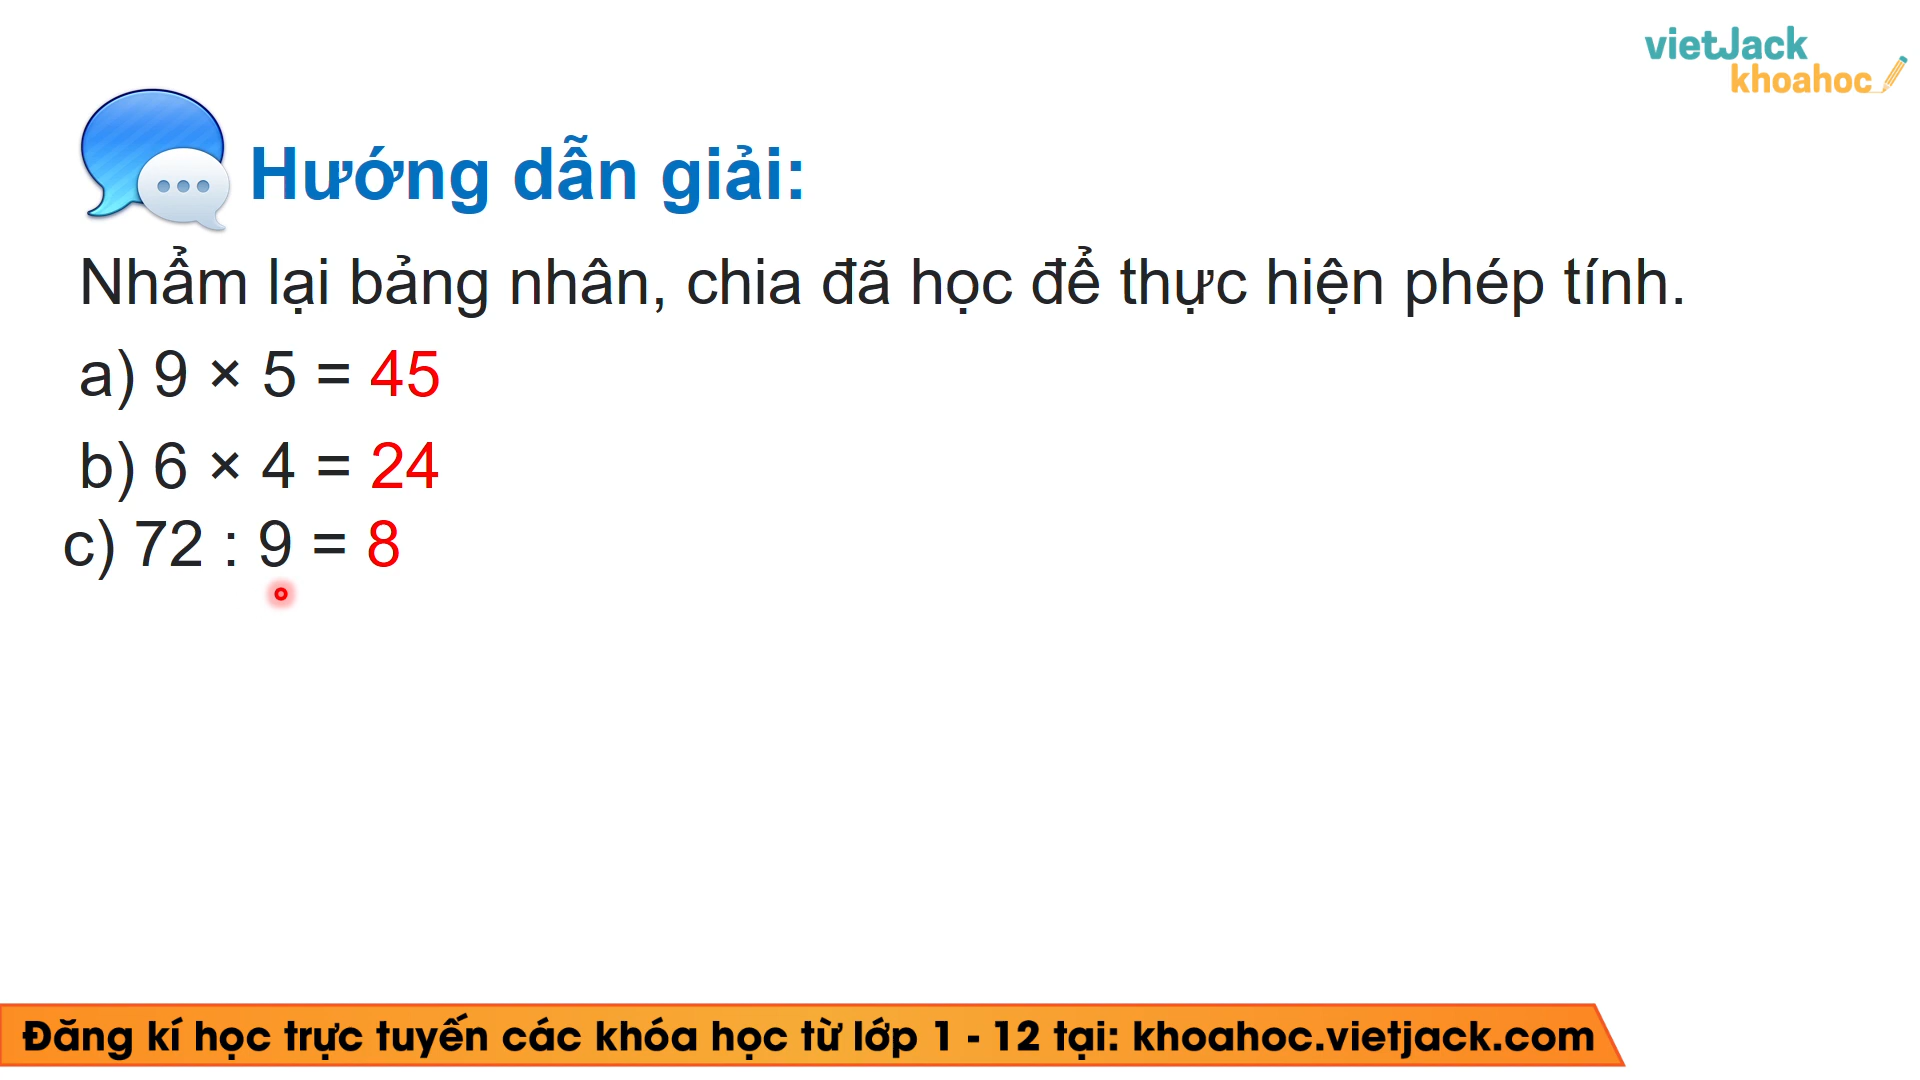 vietJack
khoahoc
Hướng dẫn giải:
Nhẩm lại bảng nhân, chia đã học để thực hiện phép tính.
a) 9 × 5 = 45
b) 6 × 4 = 24
c) 72 : 9 = 8
Đăng kí học trực tuyến các khóa học từ lớp 1 - 12 tại: khoahoc.vietjack.com